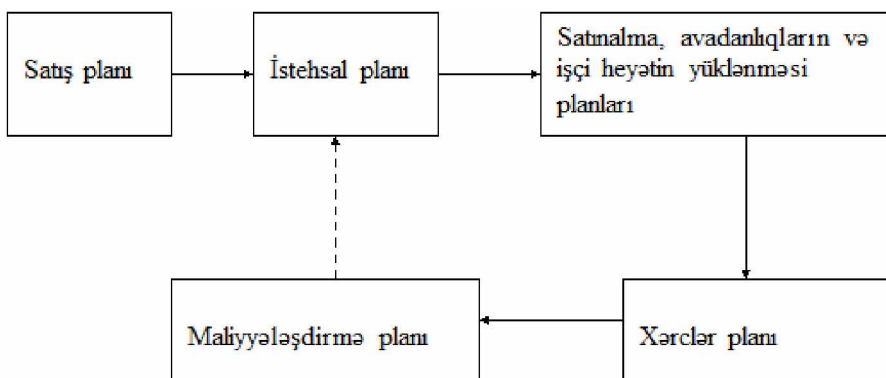 Satış planı
İstehsal planı
Satınalma, avadanlıqların və
işçi heyətin yüklənməsi
planları
Maliyyələşdirmə planı
Xərclər planı